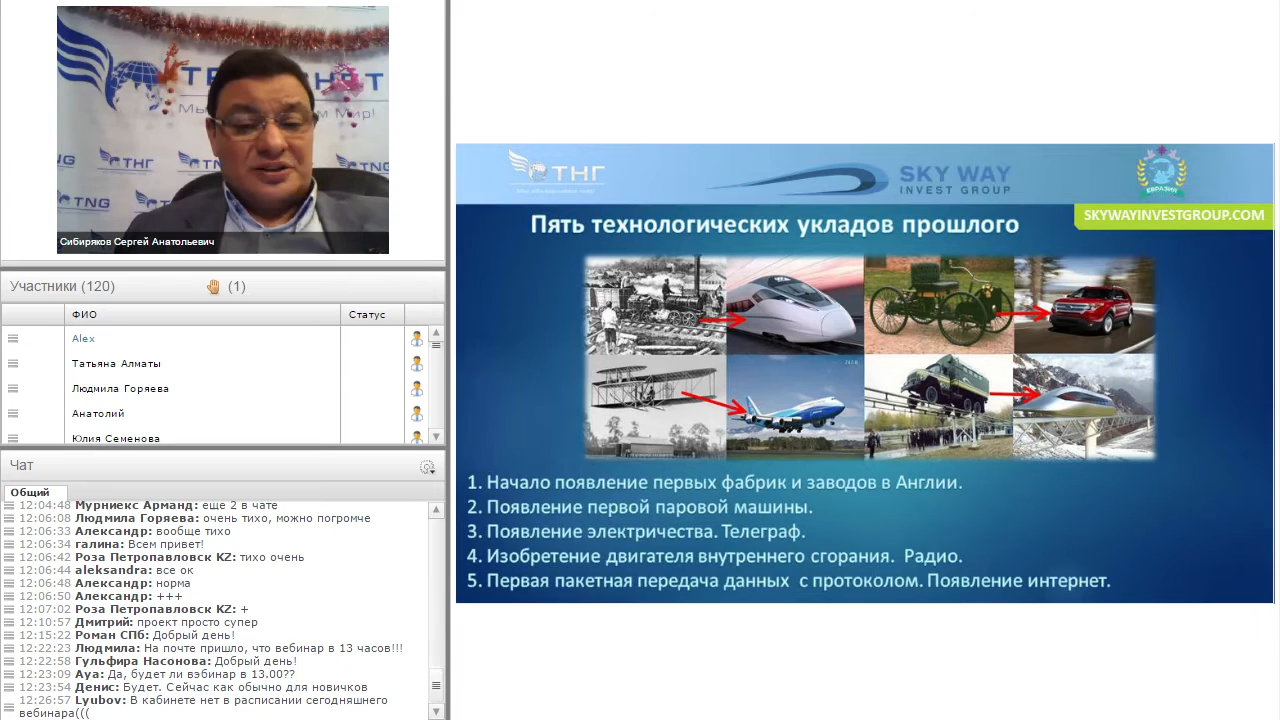 Сибиряков Сергей Анатольевич
Участники (120)
(1)
ФИО
Статус
Alex
Татьяна Алматы
Людмила Горяева
Анатолий
Юлия Семенова
Чат
Общий
12:04:48 Мурниекс Арманд: еще 2 в чате
12:06:08 Людмила Горяева: очень тихо, можно погромче
12:06:33 Александр: вообще тихо
12:06:34 галина: Всем привет!
12:06:42 Роза Петропавловск KZ: тихо очень
12:06:44 aleksandra: все ок
12:06:48 Александр: норма
12:06:50 Александр: +++
12:07:02 Роза Петропавловск KZ: +
12:10:57 Дмитрий: проект просто супер
12:15:22 Роман СПб: Добрый день!
12:22:23 Людмила: На почте пришло, что вебинар в 13 часов!!!
12:22:58 Гульфира Насонова: Добрый день!
12:23:09 Ауа: Да, будет ли вэбинар в 13.00??
12:23:54 Денис: Будет. Сейчас как обычно для новичков
12:26:57 Lyubov: В кабинете нет в расписании сегодняшнего
вебинара(((
ТНГ
SKY WAY
INVEST GROUP
ЕВРАЗИЯ
SKYWAYINVESTGROUP.COM
Пять технологических укладов прошлого
1. Начало появление первых фабрик и заводов в Англии.
2. Появление первой паровой машины.
3. Появление электричества. Телеграф.
4. Изобретение двигателя внутреннего сгорания. Радио.
5. Первая пакетная передача данных с протоколом. Появление интернет.
ТНГ
TNG
TNG